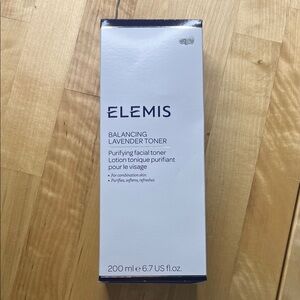 ELEMIS
BALANCING
LAVENDER TONER
Purifying facial toner
Lotion tonique purifiant
pour le visage
• For combination skin
• Purifies, softens, refreshes
200 ml e 6.7 US fl.oz.